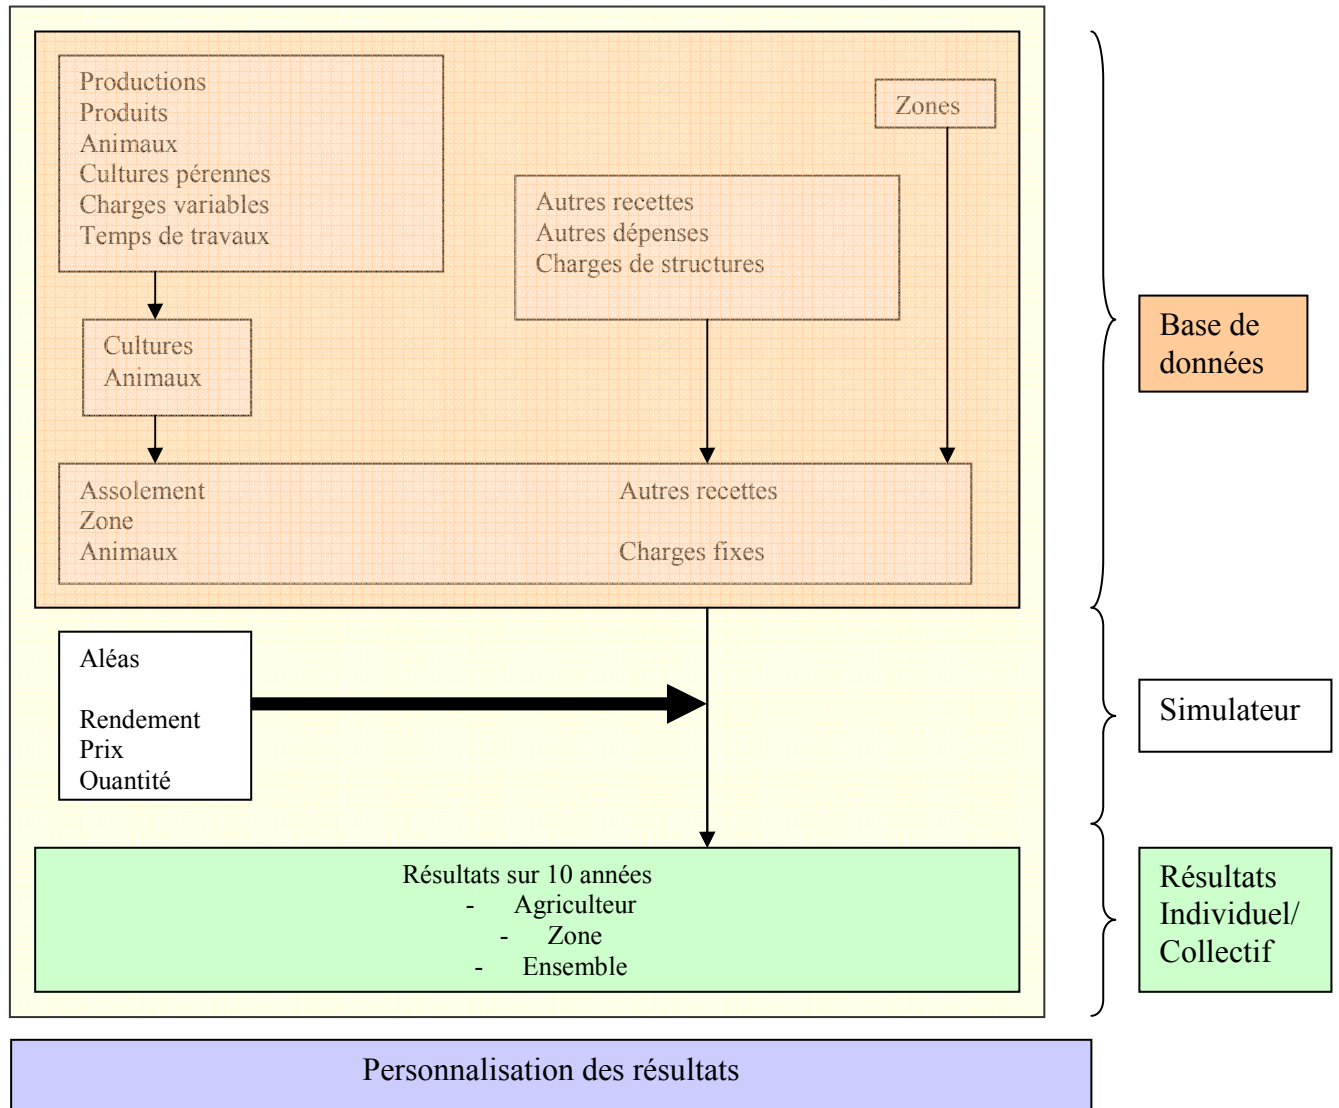 Productions
Produits
Animaux
Cultures pérennes
Charges variables
Temps de travaux
Zones
Autres recettes
Autres dépenses
Charges de structures
Cultures
Animaux
Base de
données
Assolement
Zone
Animaux
Autres recettes
Charges fixes
Aléas
Rendement
Prix
Quantité
Simulateur
Résultats sur 10 années
- Agriculteur
- Zone
- Ensemble
Résultats
Individuel/
Collectif
Personnalisation des résultats